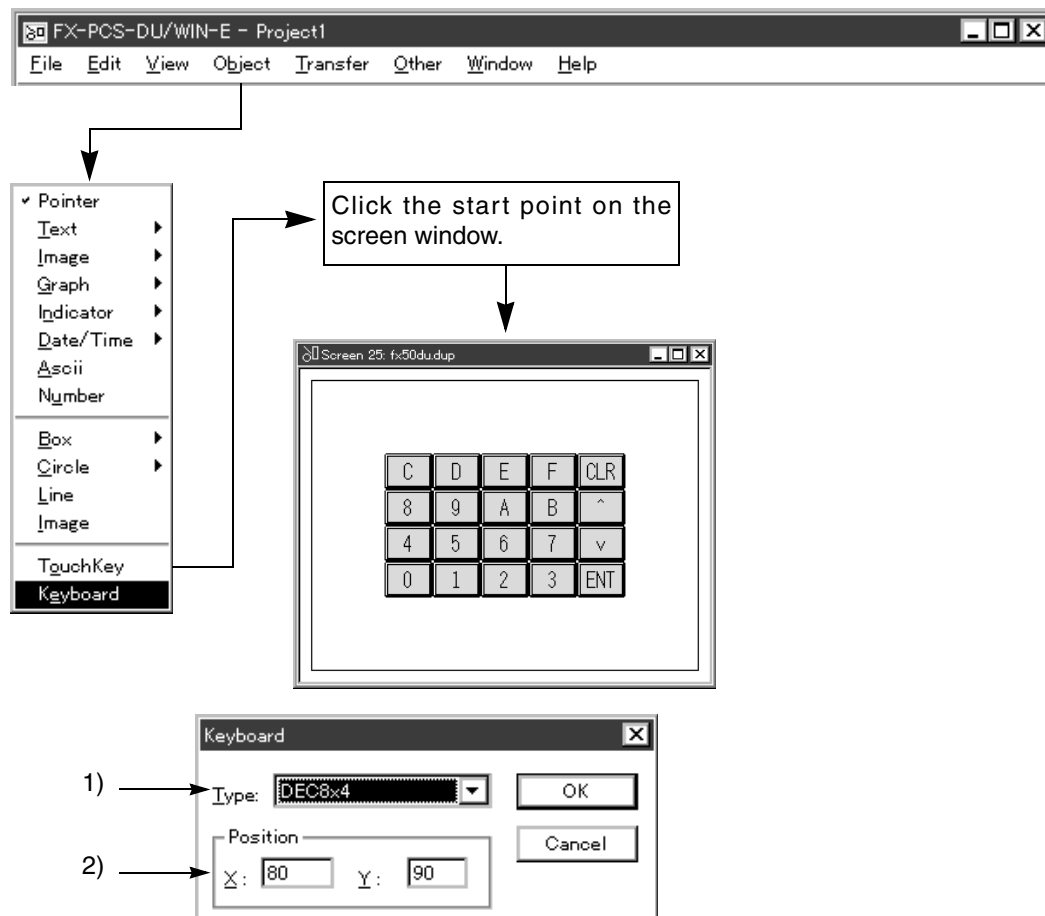 FX-PCS-DU/WIN-E - Project1
File Edit View Object Transfer Other Window Help
✓ Pointer
Text
Image
Graph
Indicator
Date/Time
Ascii
Number
Box
Circle
Line
Image
TouchKey
Keyboard
Click the start point on the
screen window.
Screen 25: fx50du.dup
C D E F CLR
8 9 A B ^
4 5 6 7 v
0 1 2 3 ENT
Keyboard
1) Type: DEC8x4 OK
Position Cancel
2) X: 80 Y: 90